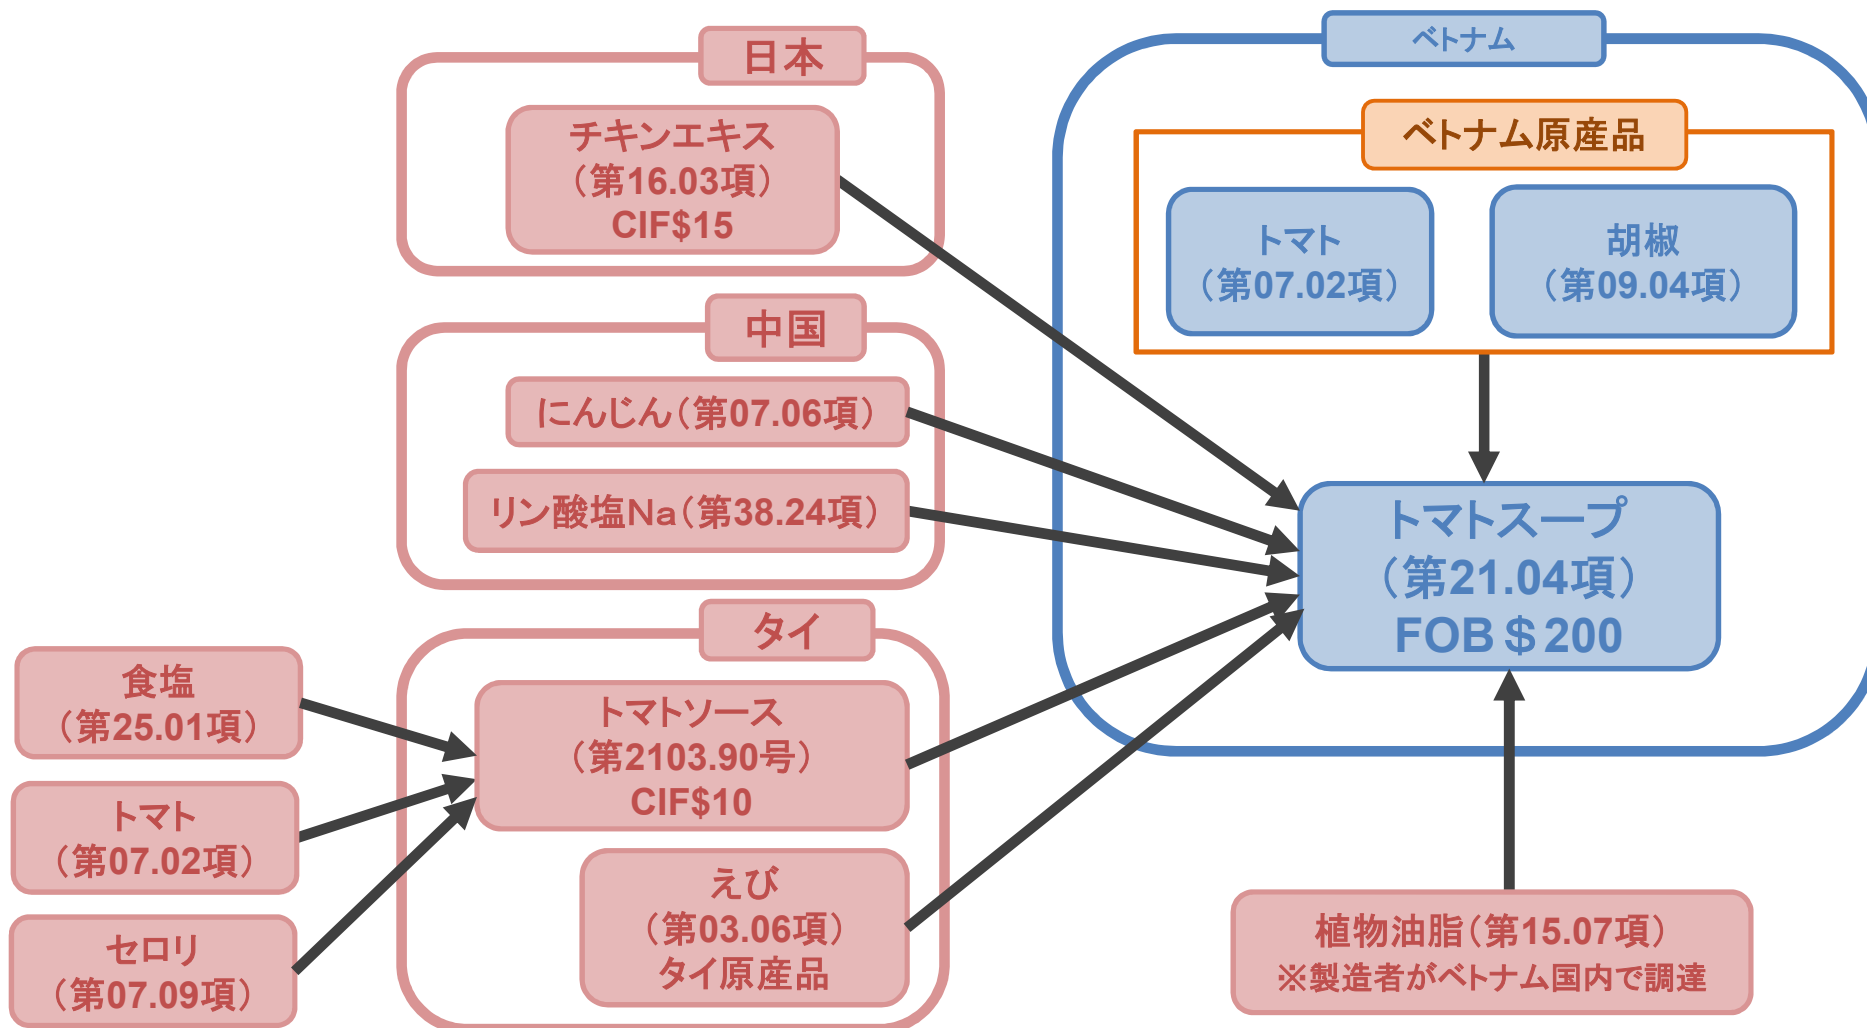 日本
チキンエキス
（第16.03項）
CIF$15
中国
にんじん（第07.06項）
リン酸塩Na（第38.24項）
タイ
トマトソース
（第2103.90号）
CIF$10
えび
（第03.06項）
タイ原産品
食塩
（第25.01項）
トマト
（第07.02項）
セロリ
（第07.09項）
ベトナム
ベトナム原産品
トマト
（第07.02項）
胡椒
（第09.04項）
トマトスープ
（第21.04項）
FOB＄200
植物油脂（第15.07項）
※製造者がベトナム国内で調達